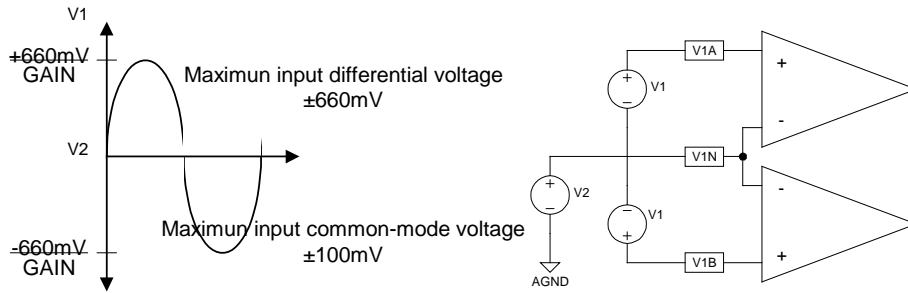 V1
+660mV
GAIN
Maximun input differential voltage
±660mV
V2
Maximun input common-mode voltage
±100mV
-660mV
GAIN
V1A
+
+
−
V1
-
V1N
+
−
V2
-
−
+
V1
V1B
+
AGND